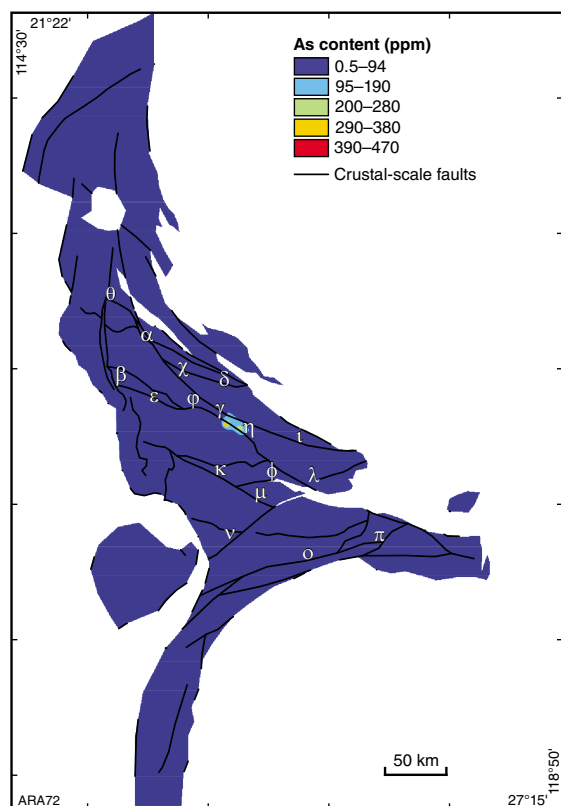 21°22'
114°30'
As content (ppm)
0.5–94
95–190
200–280
290–380
390–470
Crustal-scale faults
θ
α
χ
β
δ
ε
φ
γ
η
ι
κ
ϕ
λ
μ
ν
π
ο
50 km
ARA72
27°15'
118°50'